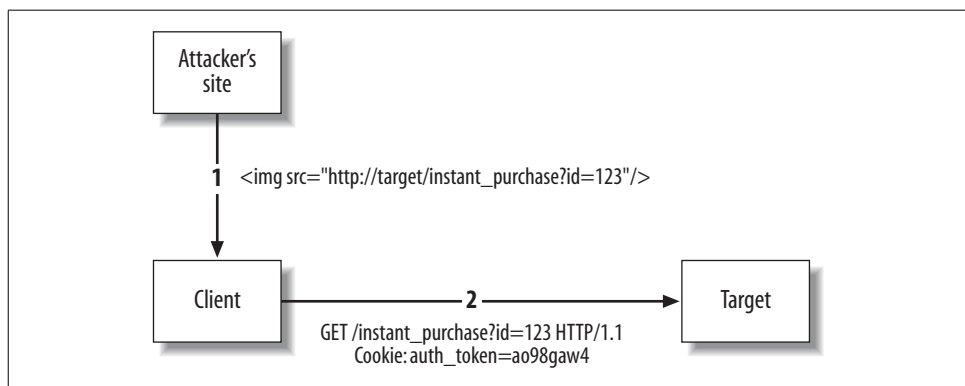 Attacker's
site
1 <img src="http://target/instant_purchase?id=123"/>
Client
2
Target
GET /instant_purchase?id=123 HTTP/1.1
Cookie: auth_token=ao98gaw4